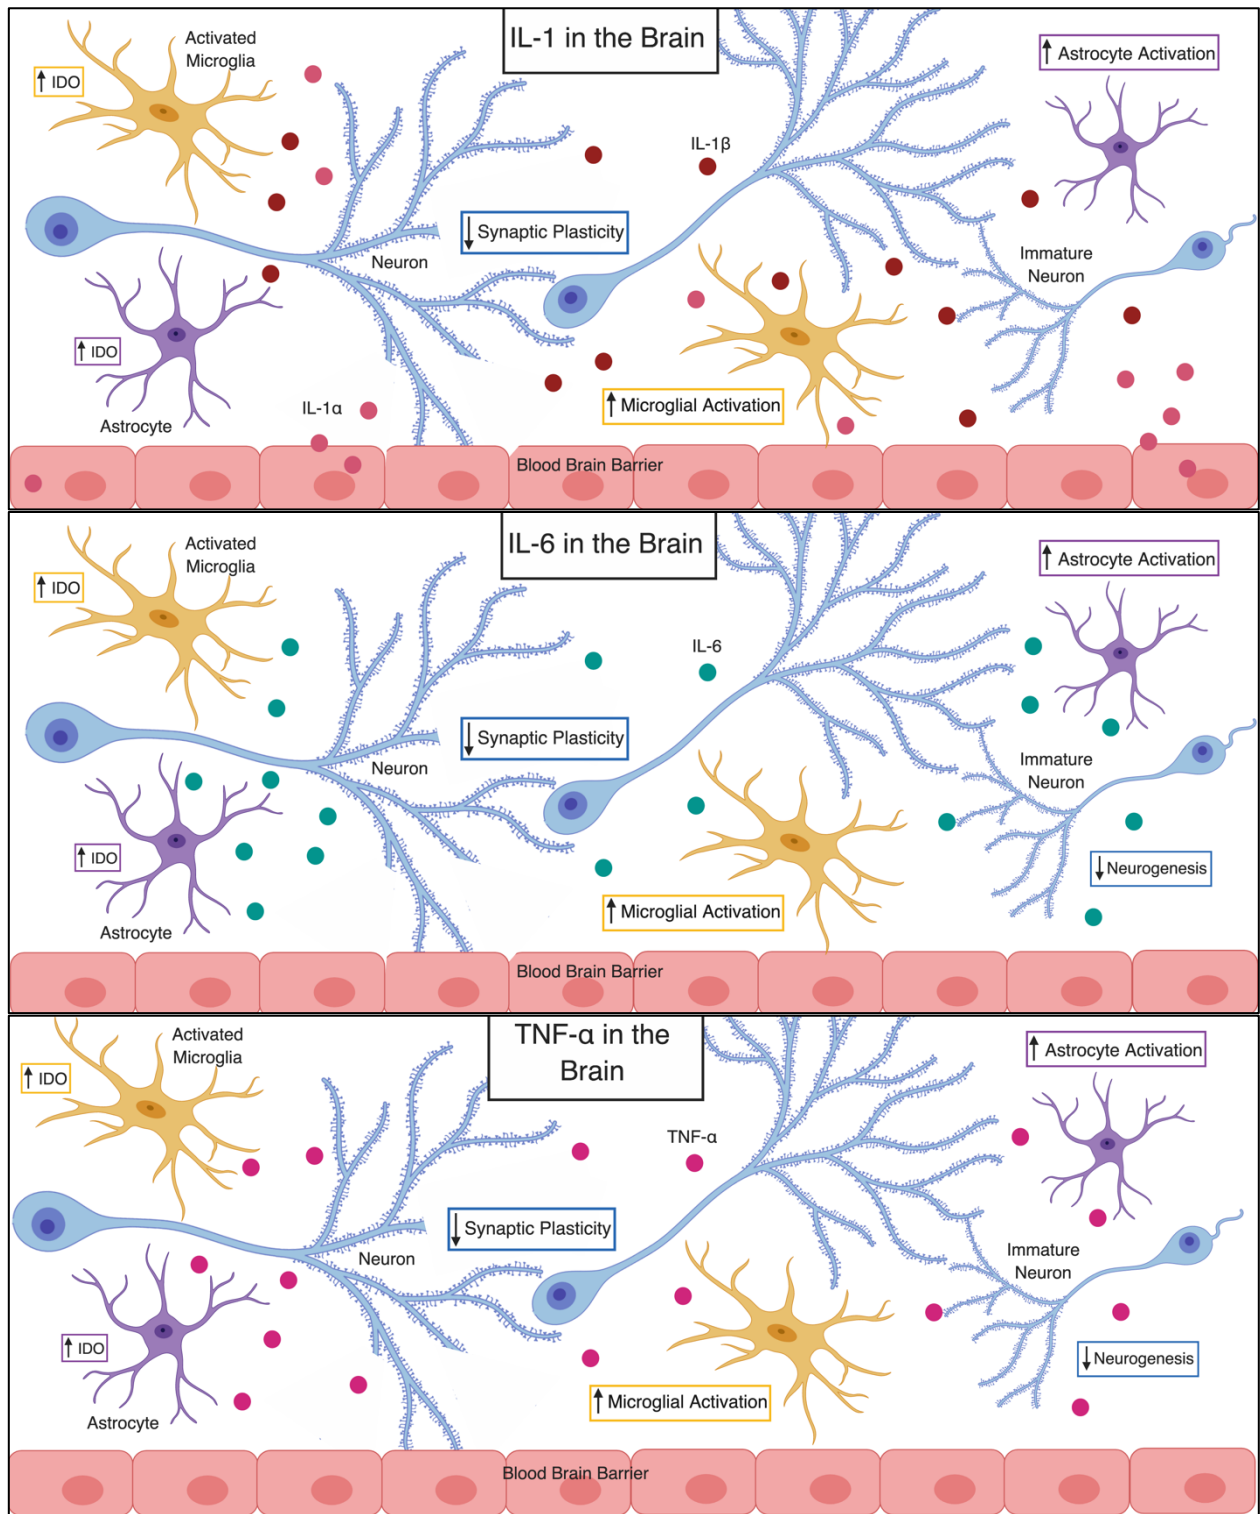 IL-1 in the Brain
Activated
Microglia
↑ IDO
↑ Astrocyte Activation
IL-1β
↓ Synaptic Plasticity
Neuron
Immature
Neuron
↑ IDO
Astrocyte
IL-1α
↑ Microglial Activation
Blood Brain Barrier
IL-6 in the Brain
Activated
Microglia
↑ IDO
↑ Astrocyte Activation
IL-6
↓ Synaptic Plasticity
Neuron
Immature
Neuron
↑ IDO
↓ Neurogenesis
Astrocyte
↑ Microglial Activation
Blood Brain Barrier
TNF-α in the
Brain
Activated
Microglia
↑ IDO
↑ Astrocyte Activation
TNF-α
↓ Synaptic Plasticity
Neuron
Immature
Neuron
↑ IDO
↓ Neurogenesis
Astrocyte
↑ Microglial Activation
Blood Brain Barrier